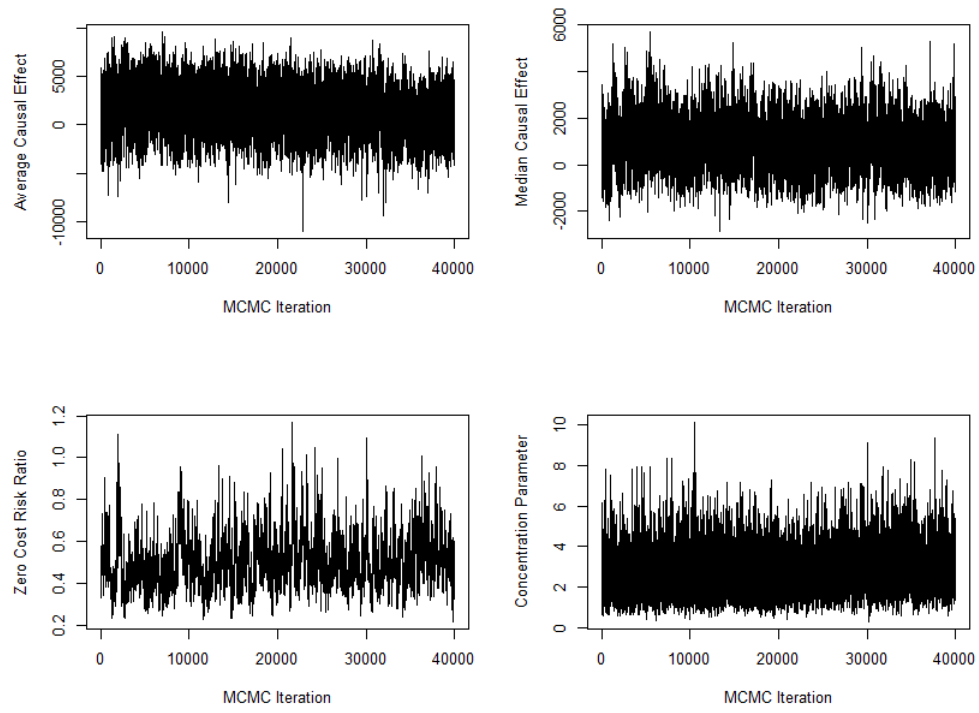 Average Causal Effect
5000
0
-10000
0 10000 20000 30000 40000
MCMC Iteration
Median Causal Effect
6000
2000
0
-2000
0 10000 20000 30000 40000
MCMC Iteration
Zero Cost Risk Ratio
1.2
1.0
0.8
0.6
0.4
0.2
0 10000 20000 30000 40000
MCMC Iteration
Concentration Parameter
10
8
6
4
2
0
0 10000 20000 30000 40000
MCMC Iteration